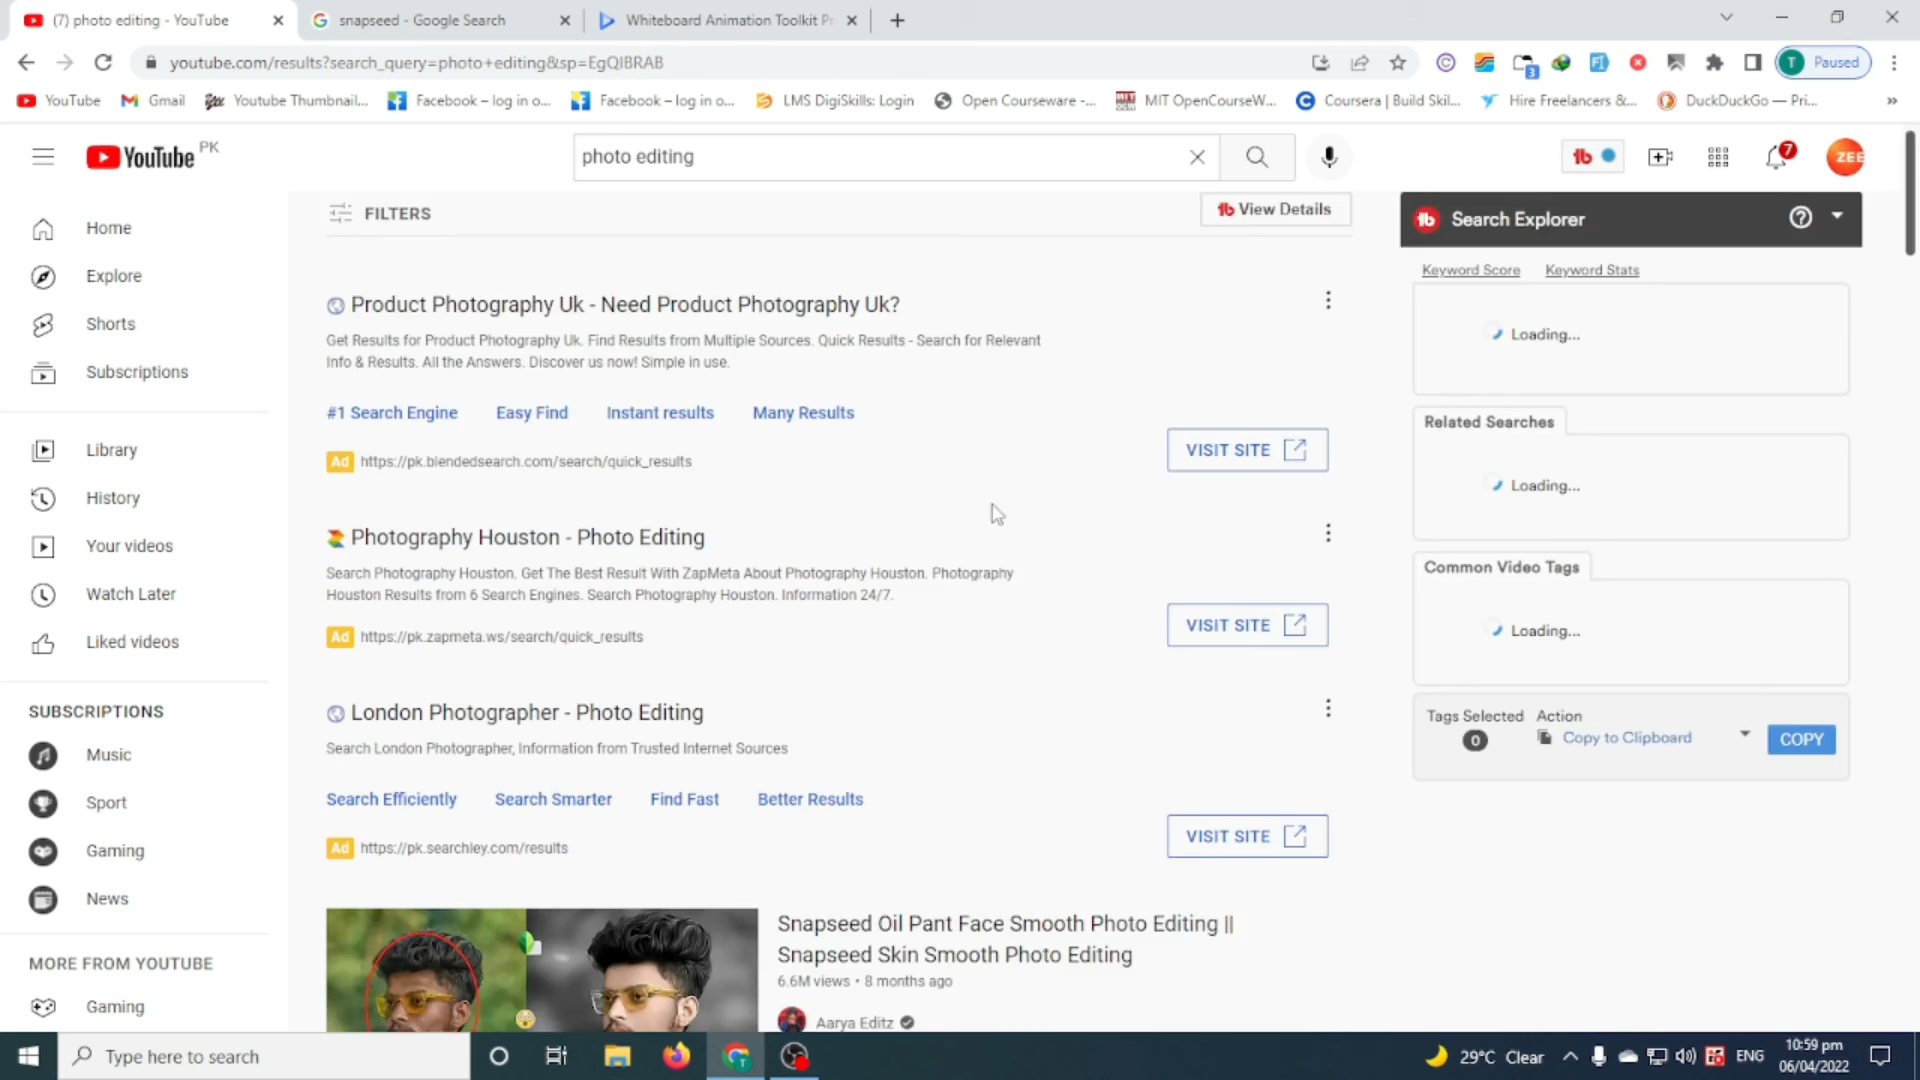 (7) photo editing - YouTube
snapseed - Google Search
Whiteboard Animation Toolkit Pr
youtube.com/results?search_query=photo+editing&sp=EgQIBRAB
3
T
Paused
YouTube
Gmail
Youtube Thumbnail...
Facebook – log in o...
Facebook – log in o...
LMS DigiSkills: Login
Open Courseware -...
MIT OpenCourseW...
Coursera | Build Skil...
Hire Freelancers &...
DuckDuckGo — Pri...
YouTube PK
photo editing
7
ZEE
Home
Explore
Shorts
Subscriptions
Library
History
Your videos
Watch Later
Liked videos
SUBSCRIPTIONS
Music
Sport
Gaming
News
MORE FROM YOUTUBE
Gaming
FILTERS
View Details
Product Photography Uk - Need Product Photography Uk?
Get Results for Product Photography Uk. Find Results from Multiple Sources. Quick Results - Search for Relevant
Info & Results. All the Answers. Discover us now! Simple in use.
#1 Search Engine
Easy Find
Instant results
Many Results
VISIT SITE
Ad https://pk.blendedsearch.com/search/quick_results
Photography Houston - Photo Editing
Search Photography Houston. Get The Best Result With ZapMeta About Photography Houston. Photography
Houston Results from 6 Search Engines. Search Photography Houston. Information 24/7.
VISIT SITE
Ad https://pk.zapmeta.ws/search/quick_results
London Photographer - Photo Editing
Search London Photographer, Information from Trusted Internet Sources
Search Efficiently
Search Smarter
Find Fast
Better Results
VISIT SITE
Ad https://pk.searchley.com/results
Snapseed Oil Pant Face Smooth Photo Editing ||
Snapseed Skin Smooth Photo Editing
6.6M views • 8 months ago
Aarya Editz
Search Explorer
Keyword Score
Keyword Stats
Loading...
Related Searches
Loading...
Common Video Tags
Loading...
Tags Selected
0
Action
Copy to Clipboard
COPY
Type here to search
29°C Clear
ENG
10:59 pm
06/04/2022